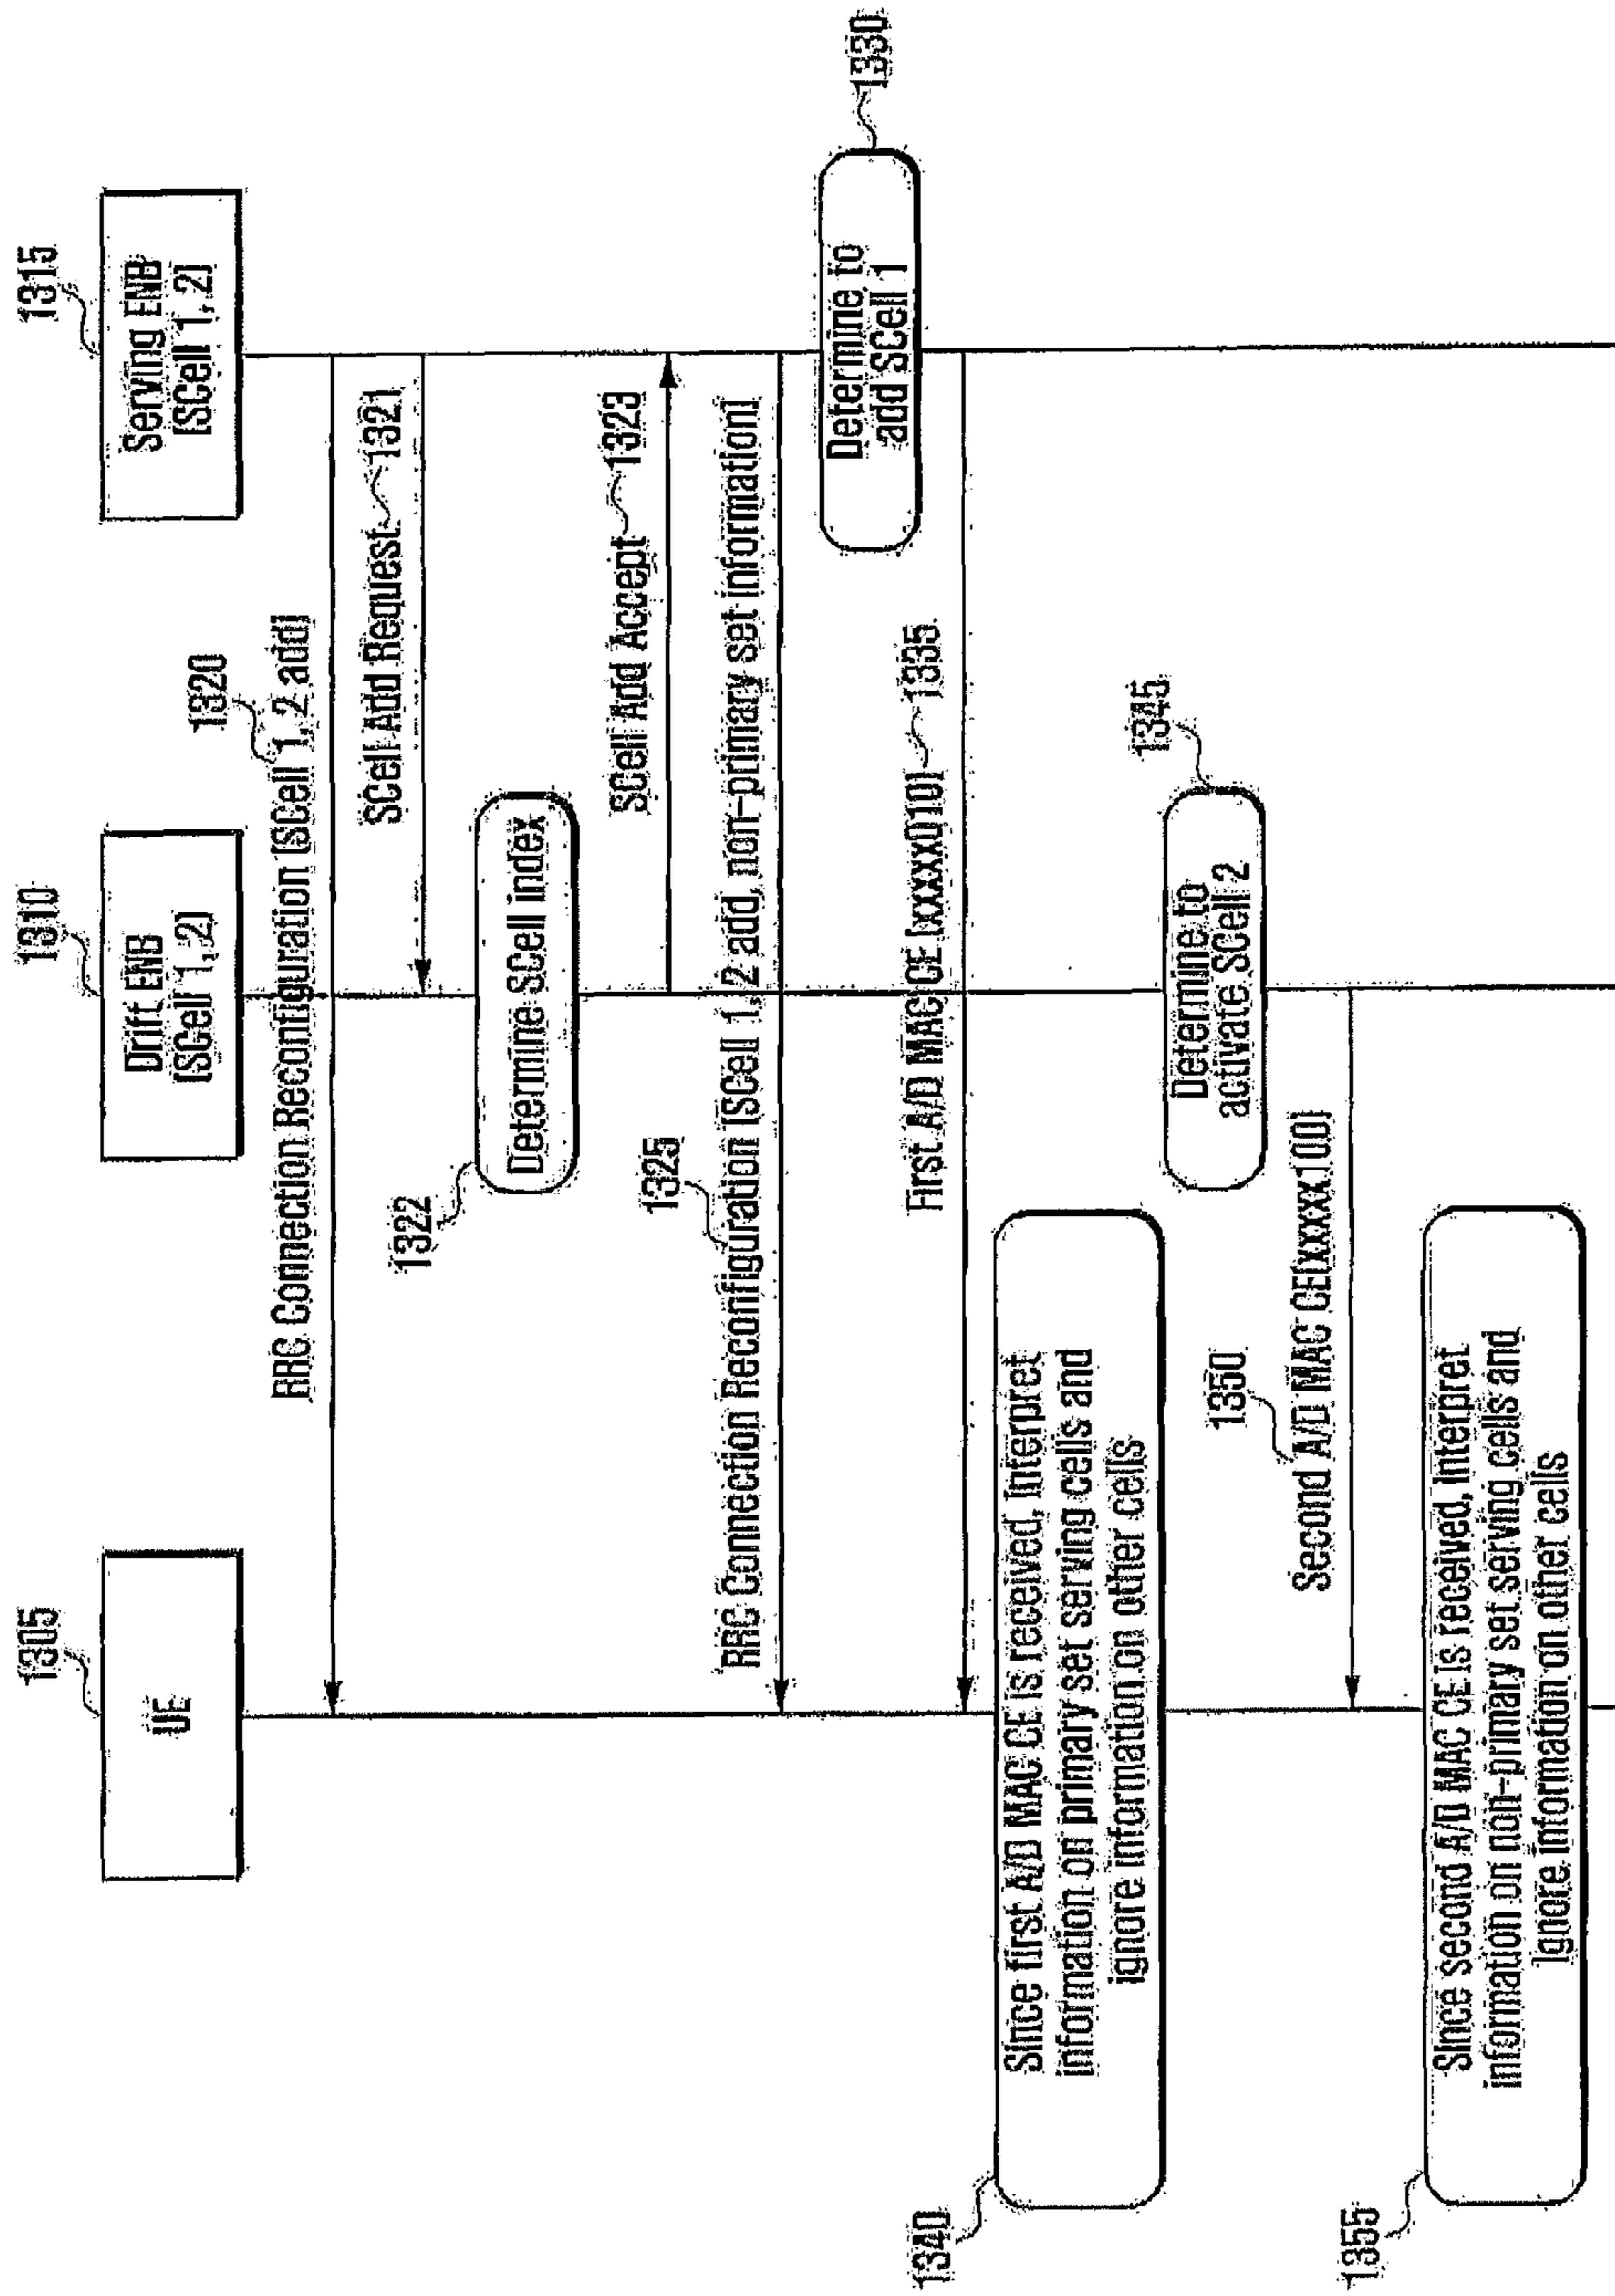 1305
UE
1310
Drift ENB
[SCell 1, 2]
1315
Serving ENB
[SCell 1, 2]
1320
RRC Connection Reconfiguration [SCell 1, 2 add]
SCell Add Request 1321
1322
Determine SCell index
SCell Add Accept 1323
1325
RRC Connection Reconfiguration [SCell 1, 2 add, non-primary set information]
Determine to
add SCell 1
1330
First A/D MAC CE [xxxxx010] 1335
1340
Since first A/D MAC CE is received, Interpret
information on primary set serving cells and
ignore information on other cells
Determine to
activate SCell 2
1345
1350
Second A/D MAC CE[xxxxx100]
1355
Since second A/D MAC CE is received, Interpret
information on non-primary set serving cells and
Ignore information on other cells